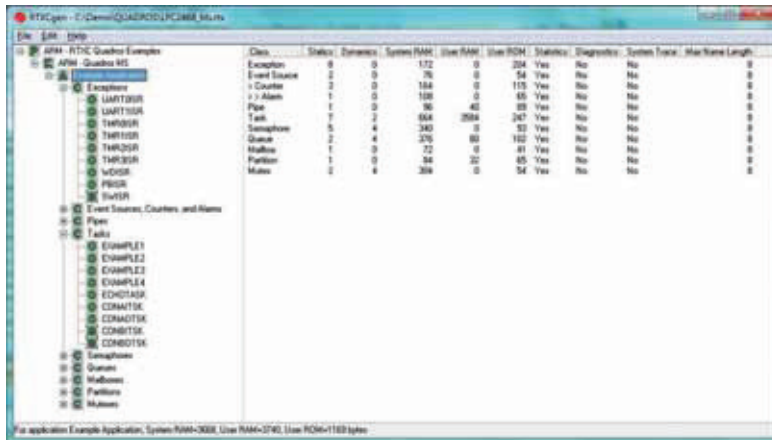 RTXCgen - C:\Demo\QUADROS\LPC2468_Ms.rtx
File Edit Help
ARM - RTXC Quadros Examples
ARM - Quadros MS
Example Application
Exceptions
UART0ISR
UART1ISR
TMR0ISR
TMR1ISR
TMR2ISR
TMR3ISR
WDISR
PBISR
SWISR
Event Sources, Counters, and Alarms
Pipes
Tasks
EXAMPLE1
EXAMPLE2
EXAMPLE3
EXAMPLE4
ECHOTASK
CONAITSK
CONAOTSK
CONBITSK
CONBOTSK
Semaphores
Queues
Mailboxes
Partitions
Mutexes
Class Statics Dynamics System RAM User RAM User ROM Statistics Diagnostics System Trace Max Name Length
Exception 8 0 172 0 204 Yes No No 8
Event Source 2 0 76 0 54 Yes No No 8
> Counter 3 0 184 0 115 Yes No No 8
> > Alarm 1 0 108 0 65 Yes No No 8
Pipe 1 0 96 40 89 Yes No No 8
Task 7 2 664 3584 247 Yes No No 8
Semaphore 5 4 340 0 93 Yes No No 8
Queue 2 4 376 80 102 Yes No No 8
Mailbox 1 0 72 0 41 Yes No No 8
Partition 1 0 84 32 65 Yes No No 8
Mutex 2 4 384 0 54 Yes No No 8
For application Example Application, System RAM=3668, User RAM=3740, User ROM=1169 bytes